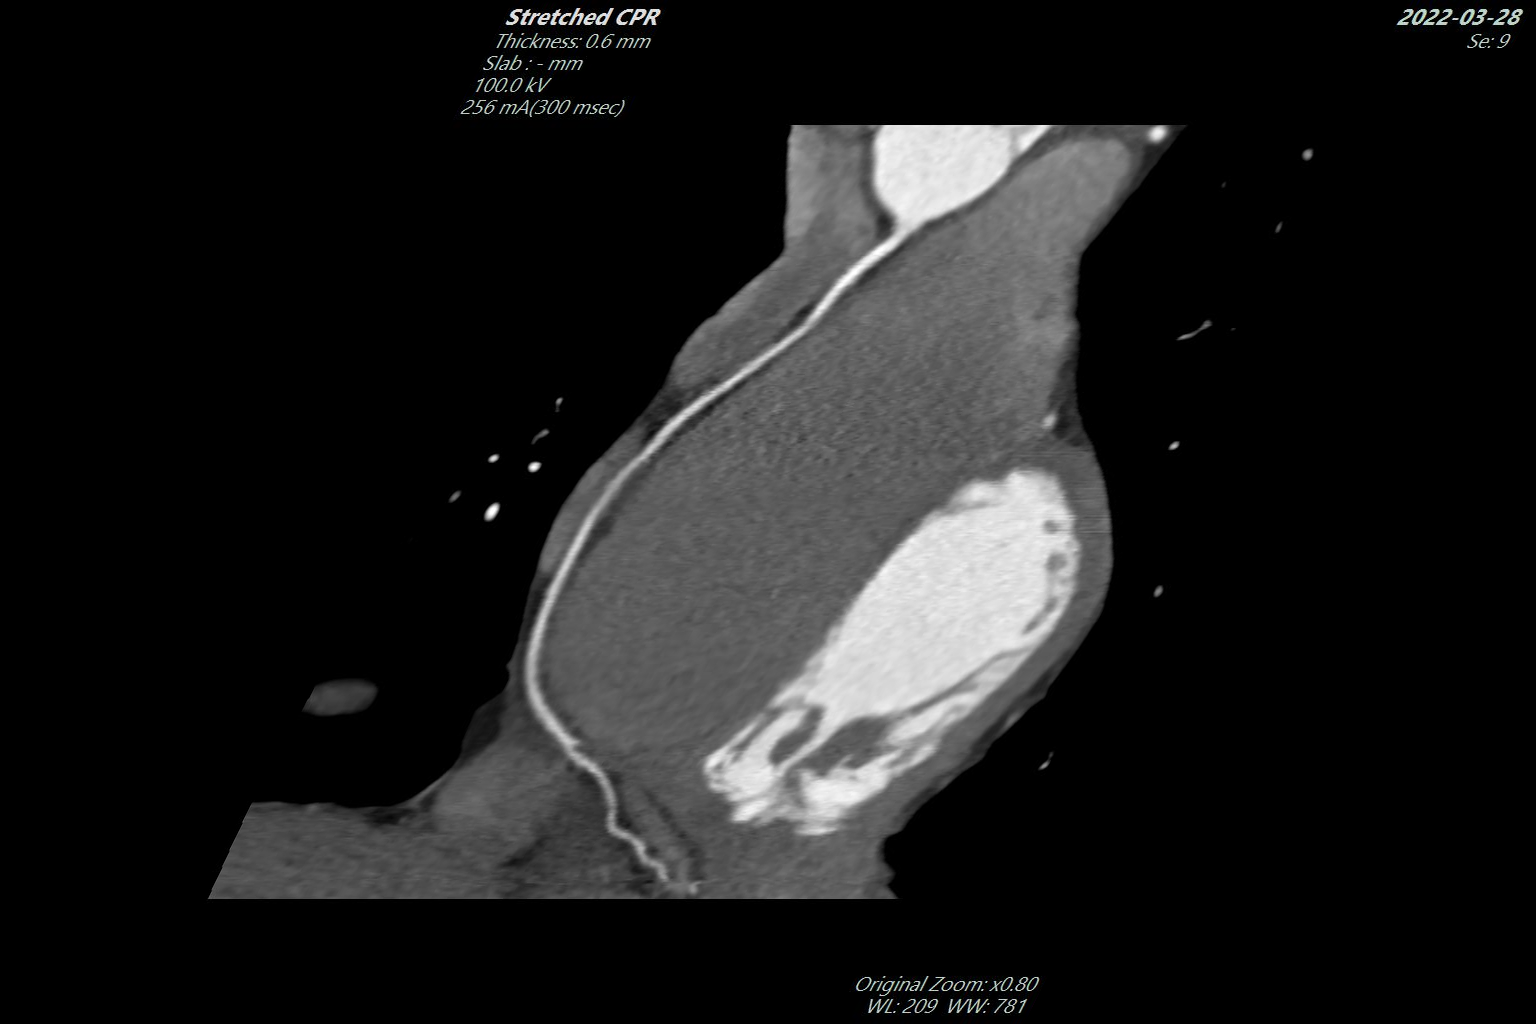 Stretched CPR
Thickness: 0.6 mm
Slab : - mm
100.0 kV
256 mA(300 msec)
2022-03-28
Se: 9
Original Zoom: x0.80
WL: 209 WW: 781